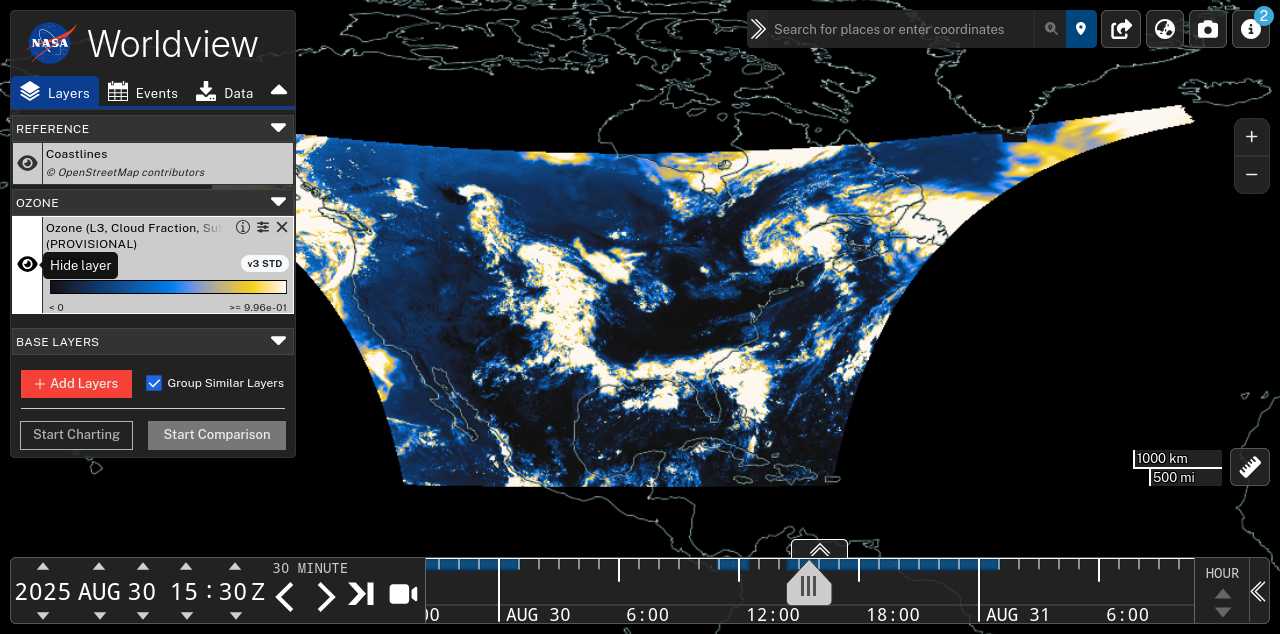 NASA Worldview
Search for places or enter coordinates
2
Layers
Events
Data
REFERENCE
Coastlines
© OpenStreetMap contributors
OZONE
Ozone (L3, Cloud Fraction, Su
(PROVISIONAL)
Hide layer
v3 STD
< 0
>= 9.96e-01
BASE LAYERS
+ Add Layers
Group Similar Layers
Start Charting
Start Comparison
1000 km
500 mi
2025 AUG 30 15 : 30 Z
30 MINUTE
00
AUG 30
6:00
12:00
18:00
AUG 31
6:00
HOUR